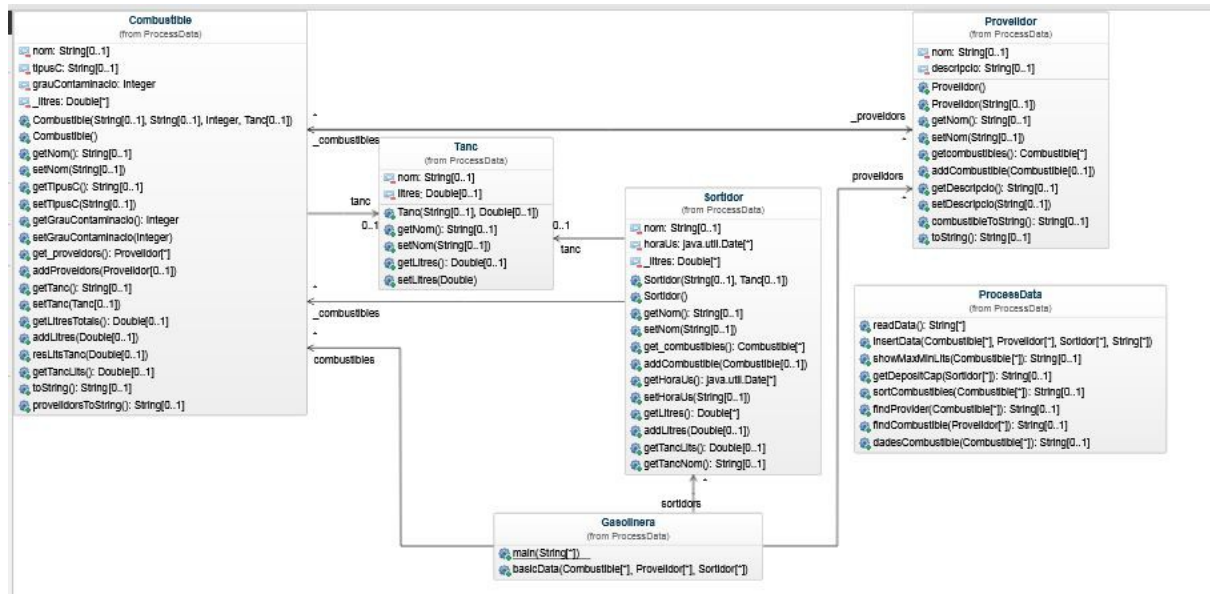 Combustible
(from ProcessData)
nom: String[0..1]
tipusC: String[0..1]
grauContaminacio: Integer
_litres: Double[*]
Combustible(String[0..1], String[0..1], Integer, Tanc[0..1])
Combustible()
getNom(): String[0..1]
setNom(String[0..1])
getTipusC(): String[0..1]
setTipusC(String[0..1])
getGrauContaminacio(): Integer
setGrauContaminacio(Integer)
get_proveidors(): Proveidor[*]
addProveidors(Proveidor[0..1])
getTanc(): String[0..1]
setTanc(Tanc[0..1])
getLitresTotals(): Double[0..1]
addLitres(Double[0..1])
resLitsTanc(Double[0..1])
getTancLits(): Double[0..1]
toString(): String[0..1]
proveidorsToString(): String[0..1]
*
_combustibles
_proveidors
*
Proveidor
(from ProcessData)
nom: String[0..1]
descripcio: String[0..1]
Proveidor()
Proveidor(String[0..1])
getNom(): String[0..1]
setNom(String[0..1])
getcombustibles(): Combustible[*]
addCombustible(Combustible[0..1])
getDescripcio(): String[0..1]
setDescripcio(String[0..1])
combustibleToString(): String[0..1]
toString(): String[0..1]
proveidors
*
Tanc
(from ProcessData)
nom: String[0..1]
litres: Double[0..1]
Tanc(String[0..1], Double[0..1])
getNom(): String[0..1]
setNom(String[0..1])
getLitres(): Double[0..1]
setLitres(Double)
tanc
0..1
0..1
tanc
Sortidor
(from ProcessData)
nom: String[0..1]
horaUs: java.util.Date[*]
_litres: Double[*]
Sortidor(String[0..1], Tanc[0..1])
Sortidor()
getNom(): String[0..1]
setNom(String[0..1])
get_combustibles(): Combustible[*]
addCombustible(Combustible[0..1])
getHoraUs(): java.util.Date[*]
setHoraUs(String[0..1])
getLitres(): Double[*]
addLitres(Double[0..1])
getTancLits(): Double[0..1]
getTancNom(): String[0..1]
*
_combustibles
*
combustibles
ProcessData
(from ProcessData)
readData(): String[*]
insertData(Combustible[*], Proveidor[*], Sortidor[*], String[*])
showMaxMinLits(Combustible[*]): String[0..1]
getDepositCap(Sortidor[*]): String[0..1]
sortCombustibles(Combustible[*]): String[0..1]
findProvider(Combustible[*]): String[0..1]
findCombustible(Proveidor[*]): String[0..1]
dadesCombustible(Combustible[*]): String[0..1]
*
sortidors
Gasolinera
(from ProcessData)
main(String[*])
basicData(Combustible[*], Proveidor[*], Sortidor[*])